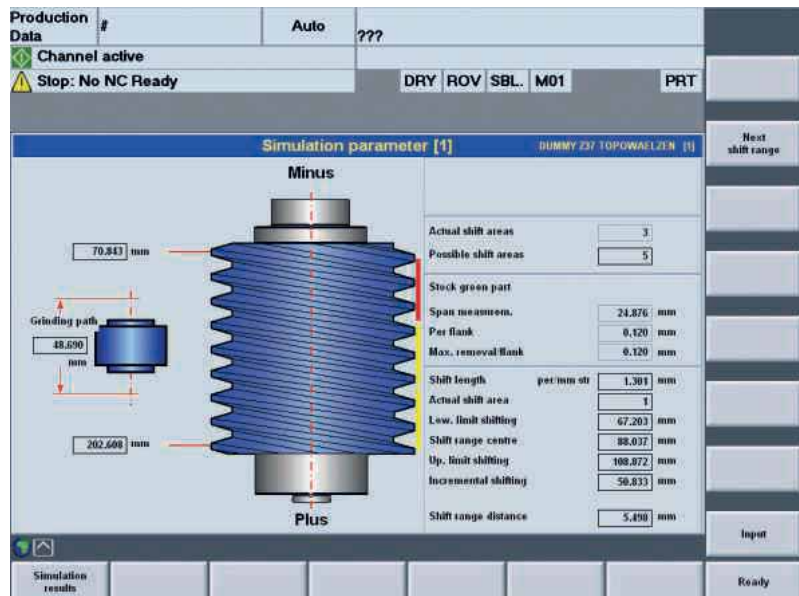 Production Data
#
Auto
???
Channel active
Stop: No NC Ready
DRY ROV SBL. M01 PRT
Simulation parameter [1]
DUMMY Z37 TOPOWAELZEN [1]
Next shift range
Minus
70.843 mm
Grinding path
48.690 mm
202.608 mm
Plus
Actual shift areas 3
Possible shift areas 5
Stock green part
Span measurem. 24.876 mm
Per flank 0.120 mm
Max. removal/flank 0.120 mm
Shift length per/mm str 1.301 mm
Actual shift area 1
Low. limit shifting 67.203 mm
Shift range centre 88.037 mm
Up. limit shifting 108.872 mm
Incremental shifting 50.833 mm
Shift range distance 5.490 mm
Input
Simulation results
Ready